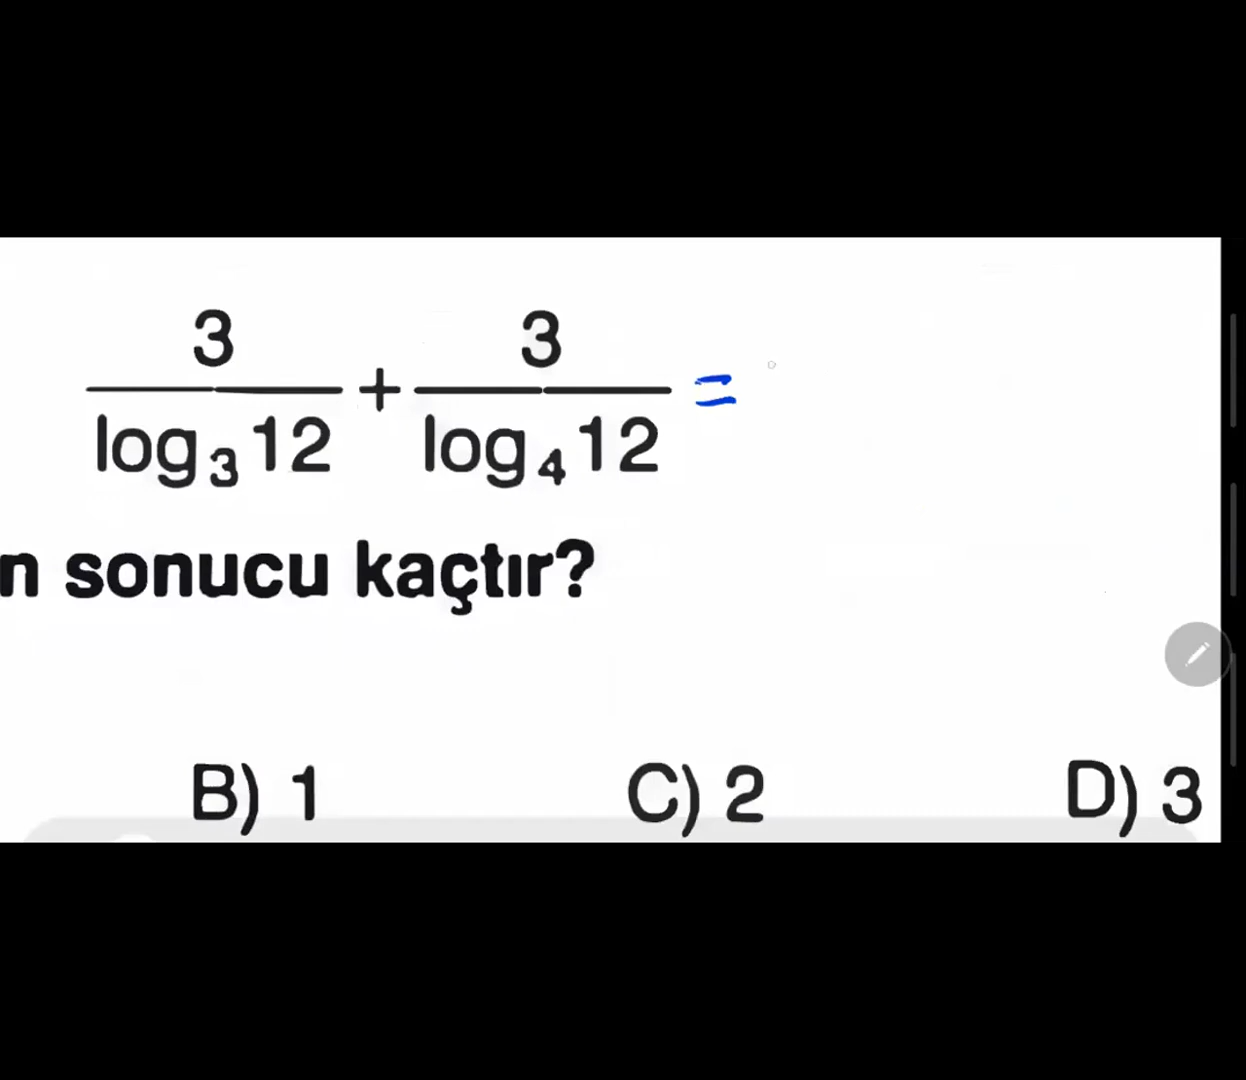 3/log₃12 + 3/log₄12 =
n sonucu kaçtır?
B) 1 C) 2 D) 3